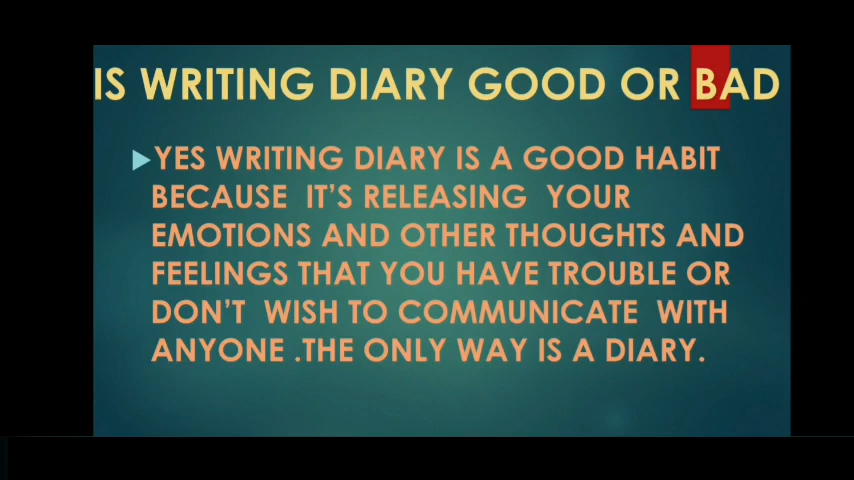 IS WRITING DIARY GOOD OR BAD
YES WRITING DIARY IS A GOOD HABIT
BECAUSE IT'S RELEASING YOUR
EMOTIONS AND OTHER THOUGHTS AND
FEELINGS THAT YOU HAVE TROUBLE OR
DON'T WISH TO COMMUNICATE WITH
ANYONE .THE ONLY WAY IS A DIARY.